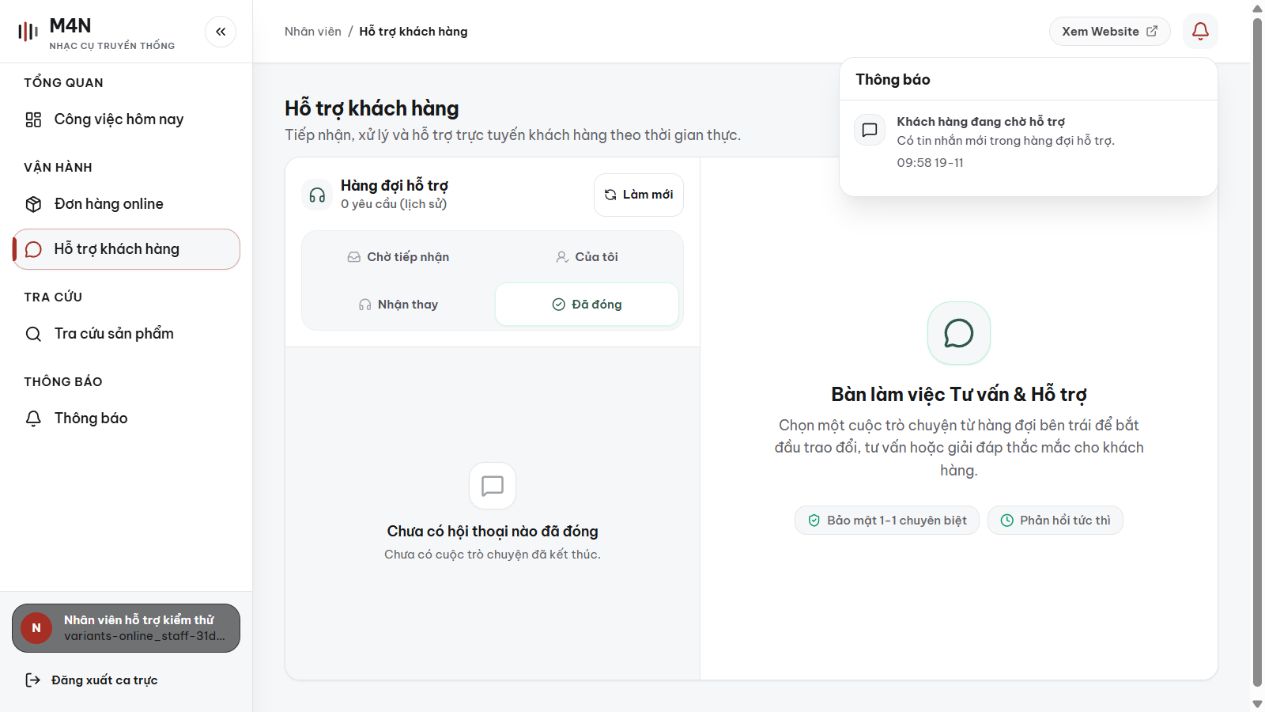 M4N
NHẠC CỤ TRUYỀN THỐNG
TỔNG QUAN
Công việc hôm nay
VẬN HÀNH
Đơn hàng online
Hỗ trợ khách hàng
TRA CỨU
Tra cứu sản phẩm
THÔNG BÁO
Thông báo
N
Nhân viên hỗ trợ kiểm thử
variants-online_staff-31d...
Đăng xuất ca trực
Nhân viên / Hỗ trợ khách hàng
Xem Website
Thông báo
Khách hàng đang chờ hỗ trợ
Có tin nhắn mới trong hàng đợi hỗ trợ.
09:58 19-11
Hỗ trợ khách hàng
Tiếp nhận, xử lý và hỗ trợ trực tuyến khách hàng theo thời gian thực.
Hàng đợi hỗ trợ
0 yêu cầu (lịch sử)
Làm mới
Chờ tiếp nhận
Của tôi
Nhận thay
Đã đóng
Chưa có hội thoại nào đã đóng
Chưa có cuộc trò chuyện đã kết thúc.
Bàn làm việc Tư vấn & Hỗ trợ
Chọn một cuộc trò chuyện từ hàng đợi bên trái để bắt
đầu trao đổi, tư vấn hoặc giải đáp thắc mắc cho khách
hàng.
Bảo mật 1-1 chuyên biệt
Phản hồi tức thì